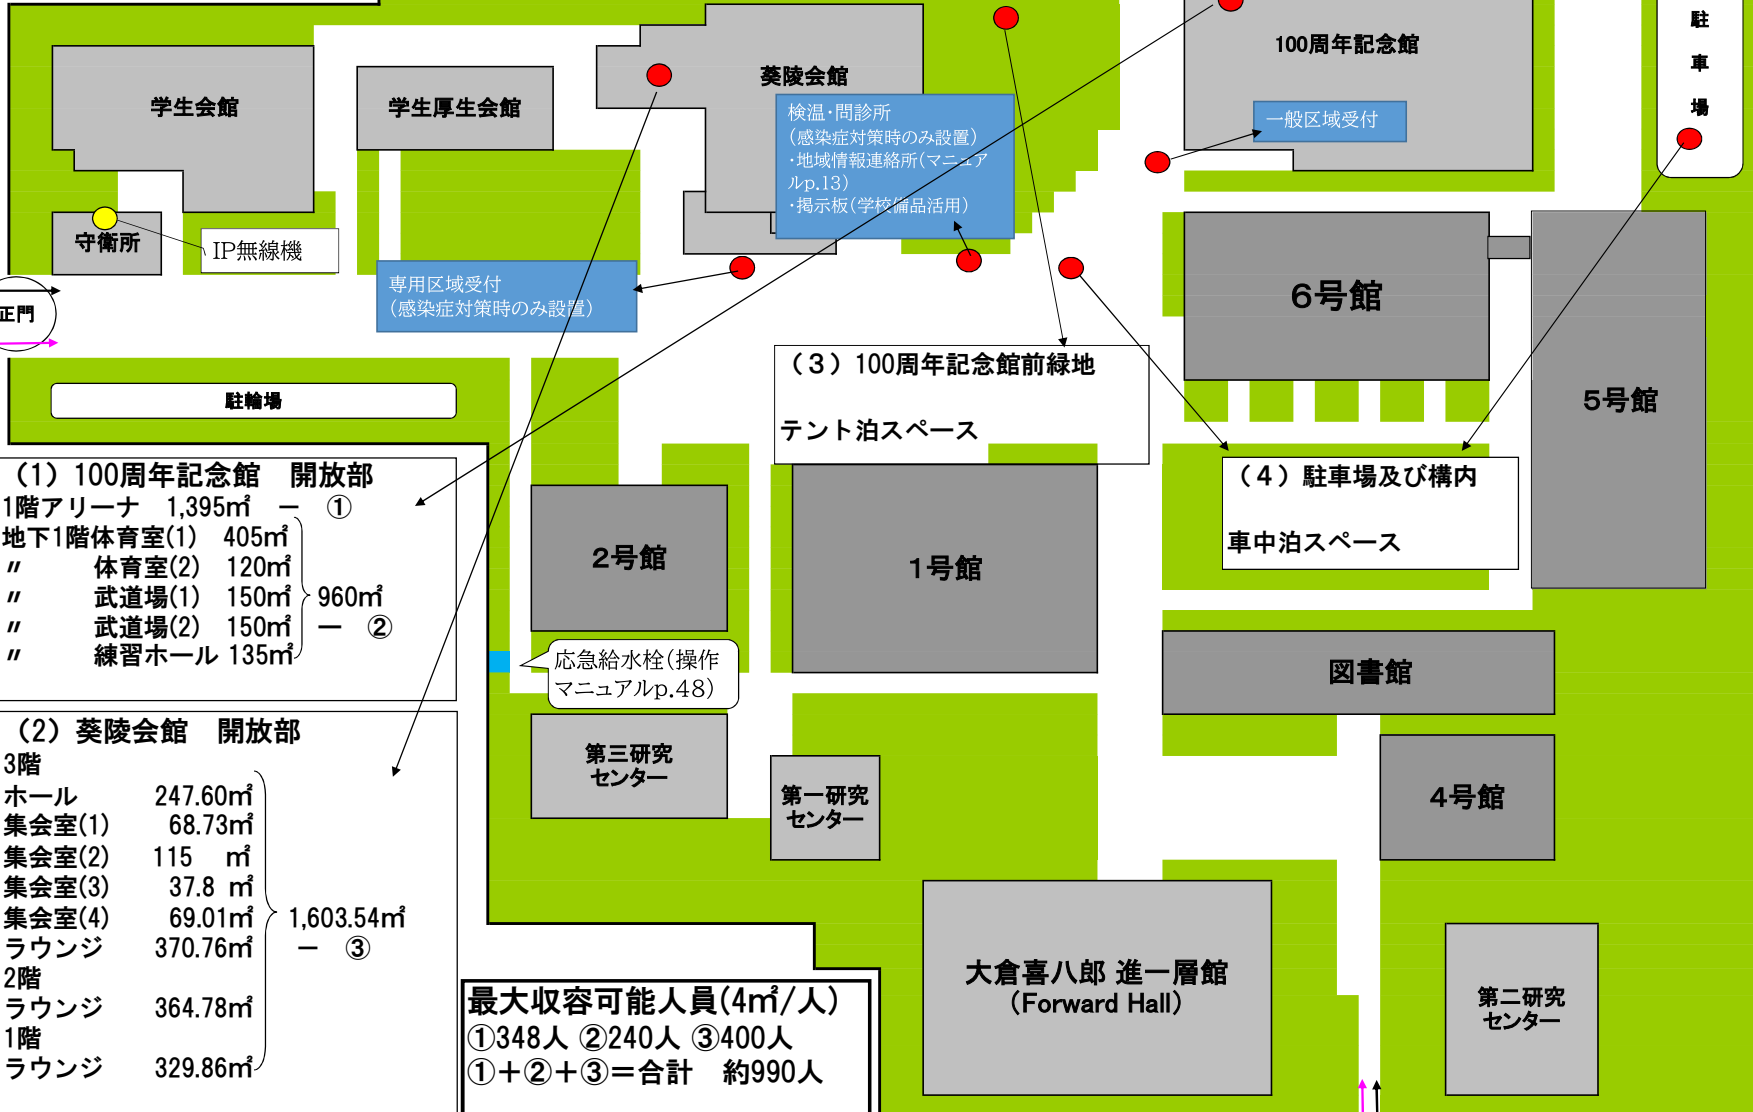 学生会館
学生厚生会館
葵陵会館
100周年記念館
駐
車
場
検温・問診所
(感染症対策時のみ設置)
・地域情報連絡所(マニュア
ルp.13)
・掲示板(学校備品活用)
一般区域受付
守衛所
IP無線機
専用区域受付
(感染症対策時のみ設置)
正門
駐輪場
6号館
5号館
（3）100周年記念館前緑地
テント泊スペース
（4）駐車場及び構内
車中泊スペース
（1）100周年記念館　開放部
1階アリーナ　1,395㎡　－　①
地下1階体育室(1)　405㎡
〃　　　体育室(2)　120㎡
〃　　　武道場(1)　150㎡　960㎡
〃　　　武道場(2)　150㎡　－　②
〃　　　練習ホール 135㎡
2号館
1号館
応急給水栓(操作
マニュアルp.48)
図書館
（2）葵陵会館　開放部
3階
ホール　　　247.60㎡
集会室(1)　　68.73㎡
集会室(2)　115　㎡
集会室(3)　　37.8 ㎡
集会室(4)　　69.01㎡　1,603.54㎡
ラウンジ　　370.76㎡　－　③
2階
ラウンジ　　364.78㎡
1階
ラウンジ　　329.86㎡
第三研究
センター
第一研究
センター
4号館
最大収容可能人員(4㎡/人)
①348人 ②240人 ③400人
①＋②＋③＝合計　約990人
大倉喜八郎 進一層館
(Forward Hall)
第二研究
センター